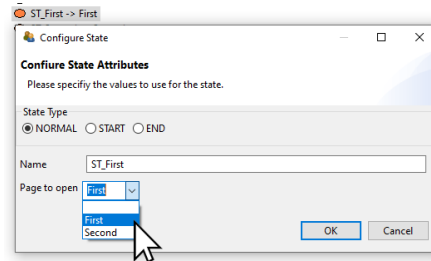 ST_First -> First
Configure State
Confiure State Attributes
Please specifiy the values to use for the state.
State Type
NORMAL START END
Name ST_First
Page to open First
First
Second
OK Cancel